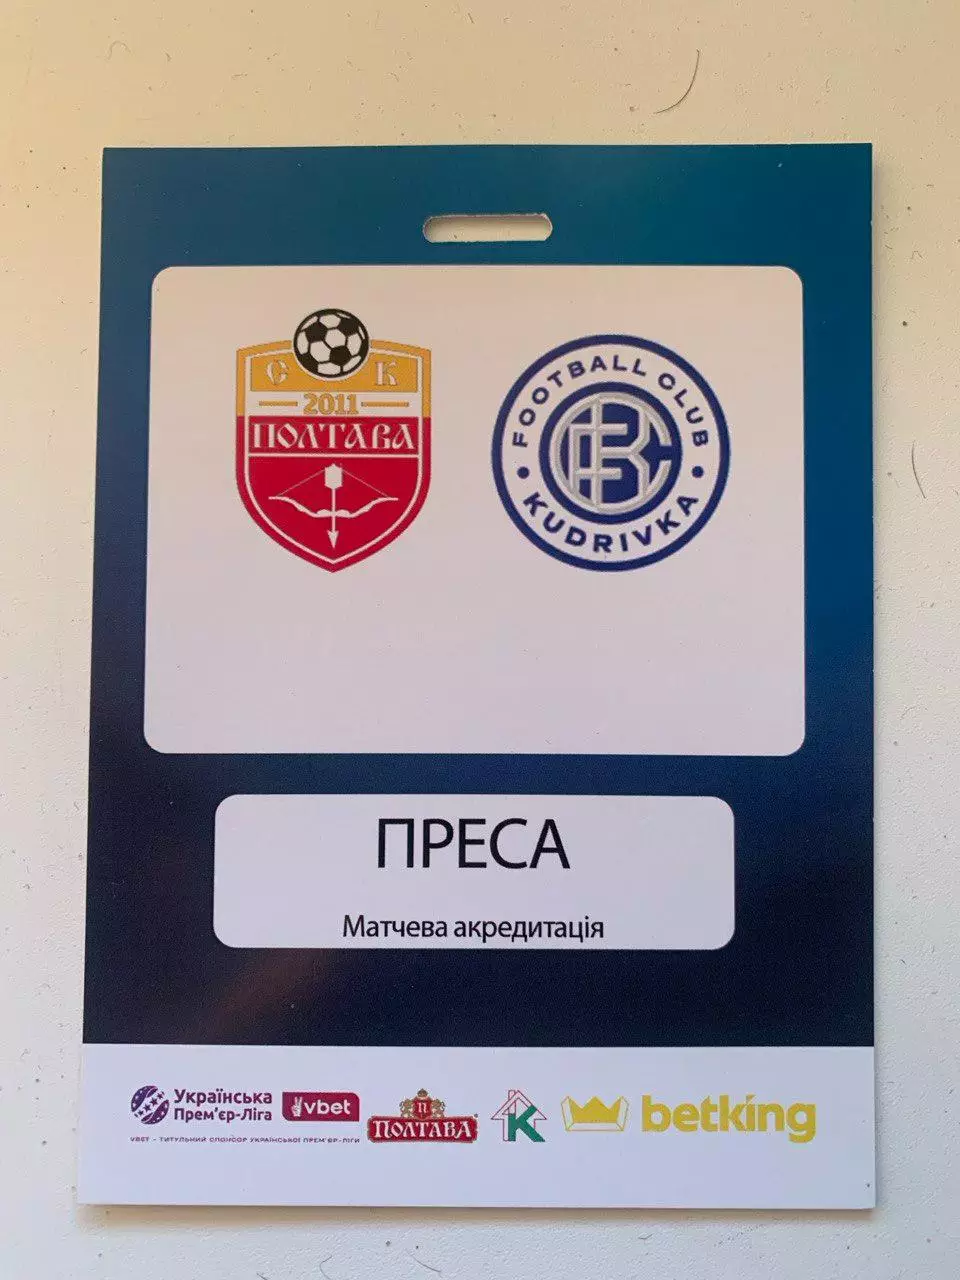 С К
2011
ПОЛТАВА
FOOTBALL CLUB
KUDRIVKA
ПРЕСА
Матчева акредитація
Українська
Прем'єр-Ліга
vbet
VBET - ТИТУЛЬНИЙ СПОНСОР УКРАЇНСЬКОЇ ПРЕМ'ЄР-ЛІГИ
П
ПОЛТАВА
К
betking